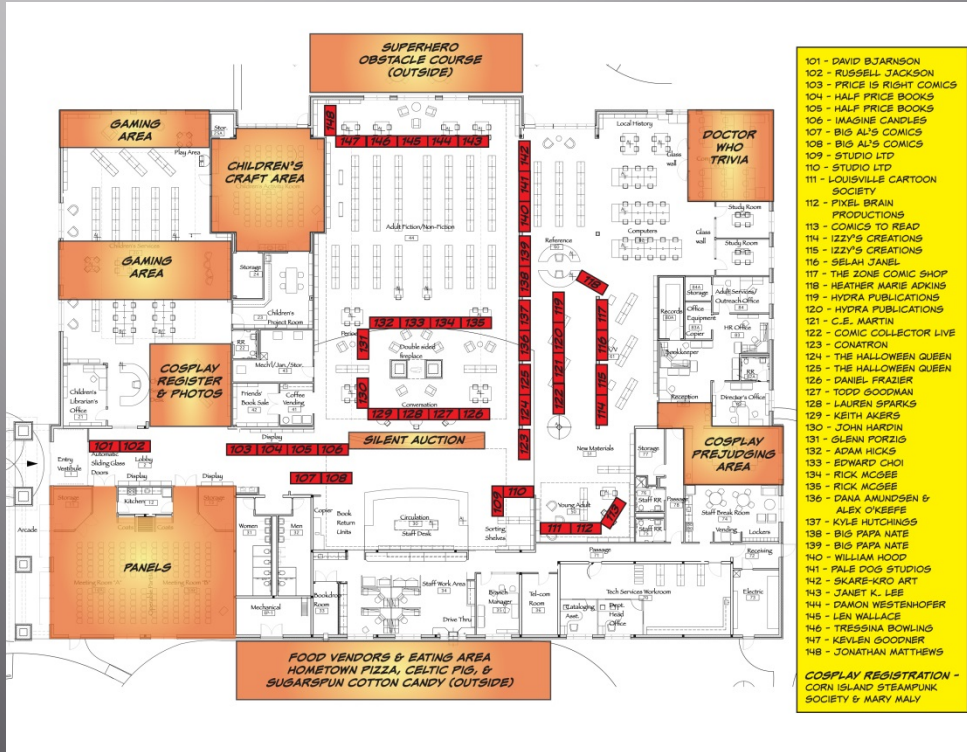 SUPERHERO
OBSTACLE COURSE
(OUTSIDE)
GAMING
AREA
Stor.
Play Area
CHILDREN'S
CRAFT AREA
148
147 146 145 144 143
142
141
140
139
138
137
136
125
124
123
Local History
Glass
wall
DOCTOR
WHO
TRIVIA
Adult Fiction/Non-Fiction
Reference
Computers
Study Room
Glass
wall
Study Room
GAMING
AREA
Storage
Children's
Project Room
118
119
120
121
122
117
116
115
114
Records
Storage
Office
Equipment
Copier
Adult Services/
Outreach Office
HR Office
Bookkeeper
Reception
Director's Office
132 133 134 135
131
130
Double sided
fireplace
Conversation
129 128 127 126
SILENT AUCTION
COSPLAY
REGISTER
& PHOTOS
Mech'l/Jan./Stor.
Friends'
Book Sale
Coffee
Vending
Children's
Librarian's
Office
Display
101 102
103 104 105 106
107 108
Entry
Vestibule
Automatic
Sliding Glass
Doors
Lobby
Display
Display
Kitchen
Arcade
PANELS
Women
Men
Mechanical
Copier
Book
Return
Units
Circulation
Staff Desk
Sorting
Shelves
109
110
New Materials
Young Adult
111 112
113
COSPLAY
PREJUDGING
AREA
Storage
Staff RR
Passage
Staff Break Room
Vending
Lockers
Receiving
Passage
Bookdrop
Room
Staff Work Area
Drive Thru
Branch
Manager
Tel-com
Room
Cataloging
Asst.
Dept.
Head
Office
Tech Services Workroom
Electric
FOOD VENDORS & EATING AREA
HOMETOWN PIZZA, CELTIC PIG, &
SUGARSPUN COTTON CANDY (OUTSIDE)
101 - DAVID BJARNSON
102 - RUSSELL JACKSON
103 - PRICE IS RIGHT COMICS
104 - HALF PRICE BOOKS
105 - HALF PRICE BOOKS
106 - IMAGINE CANDLES
107 - BIG AL'S COMICS
108 - BIG AL'S COMICS
109 - STUDIO LTD
110 - STUDIO LTD
111 - LOUISVILLE CARTOON
SOCIETY
112 - PIXEL BRAIN
PRODUCTIONS
113 - COMICS TO READ
114 - IZZY'S CREATIONS
115 - IZZY'S CREATIONS
116 - SELAH JANEL
117 - THE ZONE COMIC SHOP
118 - HEATHER MARIE ADKINS
119 - HYDRA PUBLICATIONS
120 - HYDRA PUBLICATIONS
121 - C.E. MARTIN
122 - COMIC COLLECTOR LIVE
123 - CONATRON
124 - THE HALLOWEEN QUEEN
125 - THE HALLOWEEN QUEEN
126 - DANIEL FRAZIER
127 - TODD GOODMAN
128 - LAUREN SPARKS
129 - KEITH AKERS
130 - JOHN HARDIN
131 - GLENN PORZIG
132 - ADAM HICKS
133 - EDWARD CHOI
134 - RICK MCGEE
135 - RICK MCGEE
136 - DANA AMUNDSEN &
ALEX O'KEEFE
137 - KYLE HUTCHINGS
138 - BIG PAPA NATE
139 - BIG PAPA NATE
140 - WILLIAM HOOD
141 - PALE DOG STUDIOS
142 - SKARE-KRO ART
143 - JANET K. LEE
144 - DAMON WESTENHOFER
145 - LEN WALLACE
146 - TRESSINA BOWLING
147 - KEVLEN GOODNER
148 - JONATHAN MATTHEWS
COSPLAY REGISTRATION -
CORN ISLAND STEAMPUNK
SOCIETY & MARY MALY